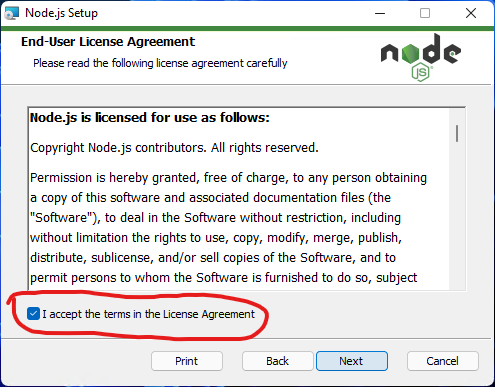 Node.js Setup
End-User License Agreement
Please read the following license agreement carefully
node
JS
Node.js is licensed for use as follows:
Copyright Node.js contributors. All rights reserved.
Permission is hereby granted, free of charge, to any person obtaining
a copy of this software and associated documentation files (the
"Software"), to deal in the Software without restriction, including
without limitation the rights to use, copy, modify, merge, publish,
distribute, sublicense, and/or sell copies of the Software, and to
permit persons to whom the Software is furnished to do so, subject
I accept the terms in the License Agreement
Print Back Next Cancel